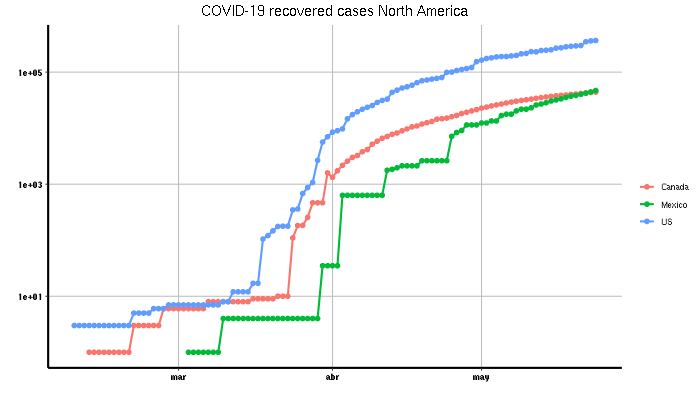 COVID-19 recovered cases North America
1e+05
1e+03
1e+01
mar abr may
Canada
Mexico
US